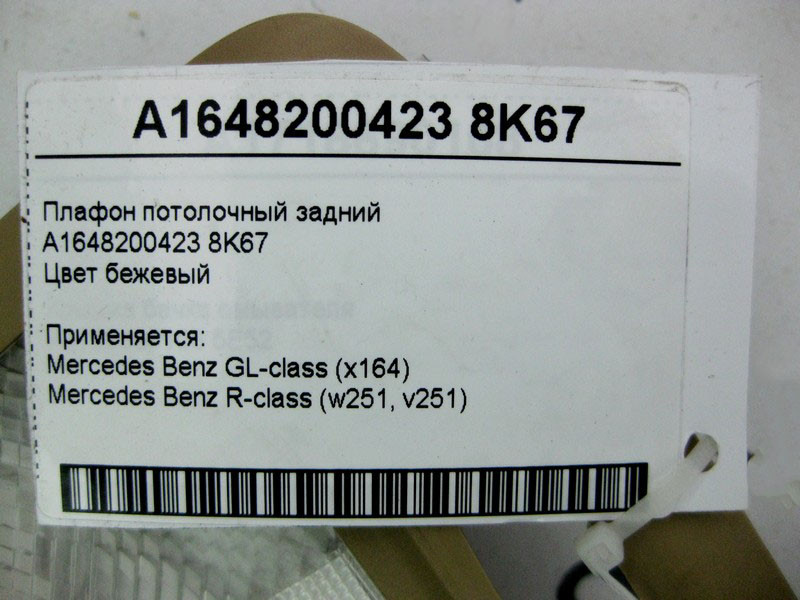 A1648200423 8K67
Плафон потолочный задний
A1648200423 8K67
Цвет бежевый
Применяется:
Mercedes Benz GL-class (x164)
Mercedes Benz R-class (w251, v251)